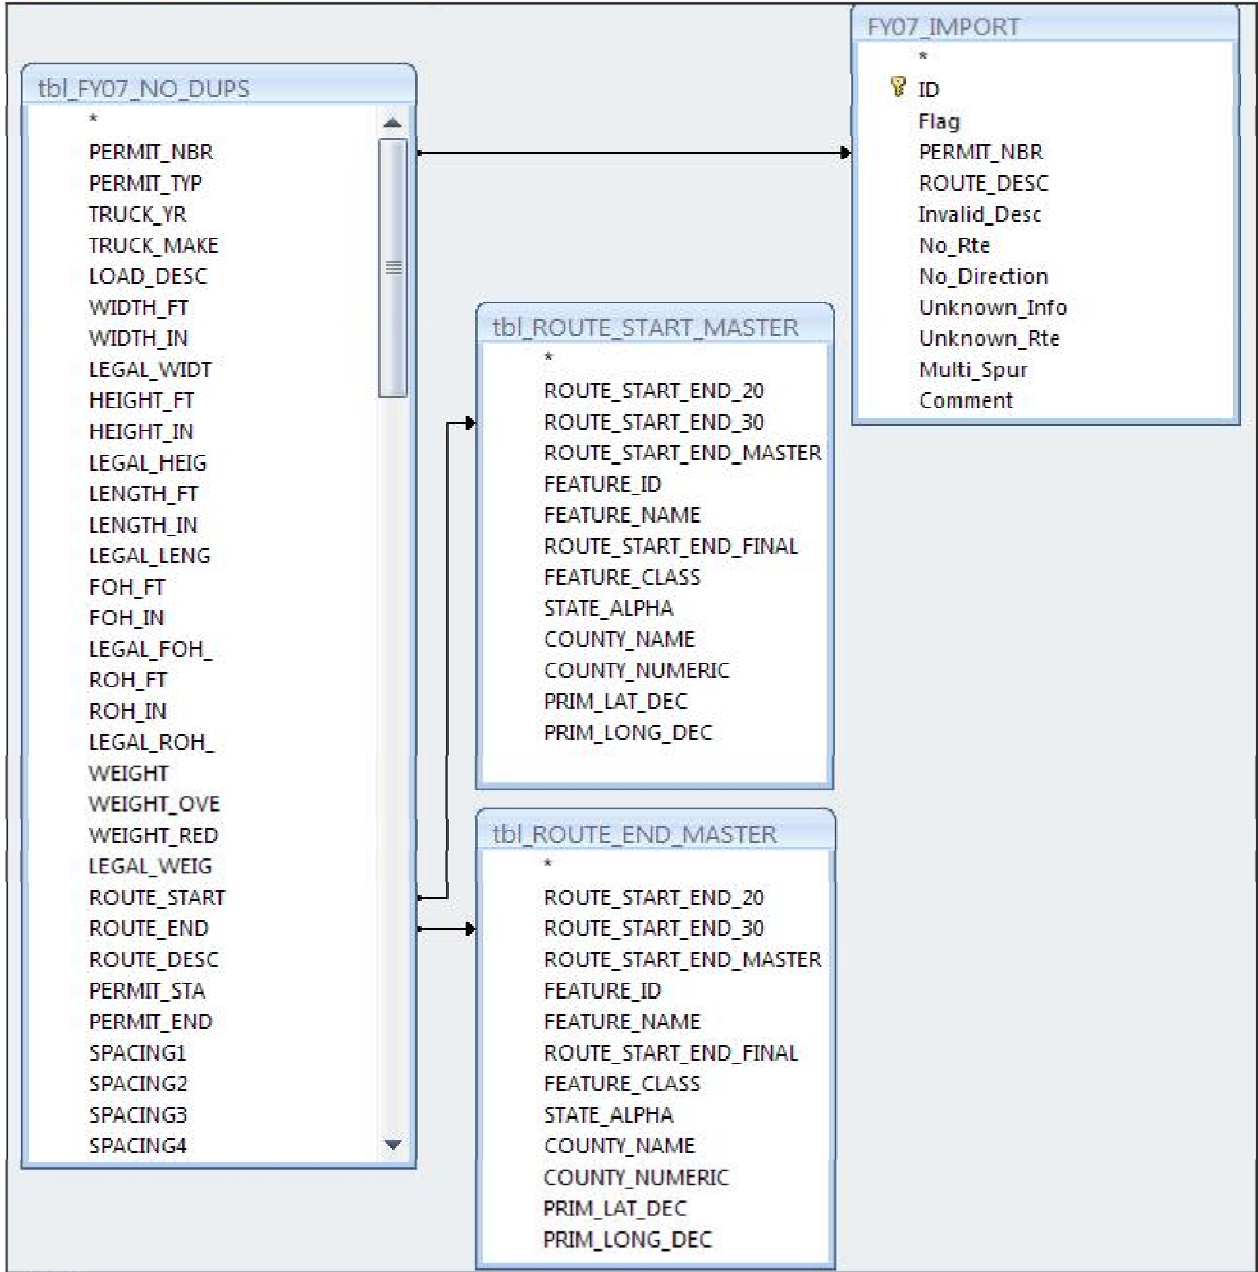 tbl_FY07_NO_DUPS
*
PERMIT_NBR
PERMIT_TYP
TRUCK_YR
TRUCK_MAKE
LOAD_DESC
WIDTH_FT
WIDTH_IN
LEGAL_WIDT
HEIGHT_FT
HEIGHT_IN
LEGAL_HEIG
LENGTH_FT
LENGTH_IN
LEGAL_LENG
FOH_FT
FOH_IN
LEGAL_FOH_
ROH_FT
ROH_IN
LEGAL_ROH_
WEIGHT
WEIGHT_OVE
WEIGHT_RED
LEGAL_WEIG
ROUTE_START
ROUTE_END
ROUTE_DESC
PERMIT_STA
PERMIT_END
SPACING1
SPACING2
SPACING3
SPACING4
tbl_ROUTE_START_MASTER
*
ROUTE_START_END_20
ROUTE_START_END_30
ROUTE_START_END_MASTER
FEATURE_ID
FEATURE_NAME
ROUTE_START_END_FINAL
FEATURE_CLASS
STATE_ALPHA
COUNTY_NAME
COUNTY_NUMERIC
PRIM_LAT_DEC
PRIM_LONG_DEC
tbl_ROUTE_END_MASTER
*
ROUTE_START_END_20
ROUTE_START_END_30
ROUTE_START_END_MASTER
FEATURE_ID
FEATURE_NAME
ROUTE_START_END_FINAL
FEATURE_CLASS
STATE_ALPHA
COUNTY_NAME
COUNTY_NUMERIC
PRIM_LAT_DEC
PRIM_LONG_DEC
FY07_IMPORT
*
ID
Flag
PERMIT_NBR
ROUTE_DESC
Invalid_Desc
No_Rte
No_Direction
Unknown_Info
Unknown_Rte
Multi_Spur
Comment